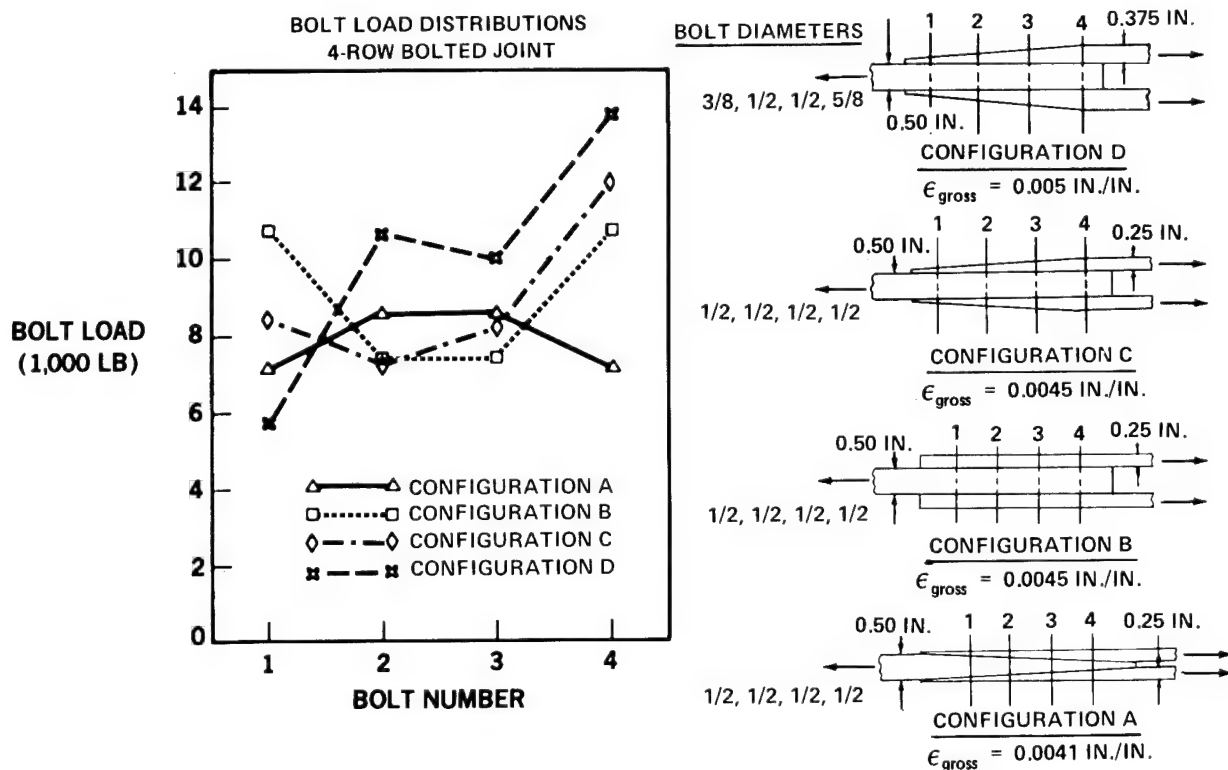 BOLT LOAD DISTRIBUTIONS
4-ROW BOLTED JOINT
BOLT LOAD
(1,000 LB)
14
12
10
8
6
4
2
0
CONFIGURATION A
CONFIGURATION B
CONFIGURATION C
CONFIGURATION D
1 2 3 4
BOLT NUMBER
BOLT DIAMETERS
1 2 3 4
0.375 IN.
3/8, 1/2, 1/2, 5/8
0.50 IN.
CONFIGURATION D
ϵgross = 0.005 IN./IN.
1 2 3 4
0.50 IN.
0.25 IN.
1/2, 1/2, 1/2, 1/2
CONFIGURATION C
ϵgross = 0.0045 IN./IN.
0.50 IN.
1 2 3 4
0.25 IN.
1/2, 1/2, 1/2, 1/2
CONFIGURATION B
ϵgross = 0.0045 IN./IN.
0.50 IN.
1 2 3 4
0.25 IN.
1/2, 1/2, 1/2, 1/2
CONFIGURATION A
ϵgross = 0.0041 IN./IN.